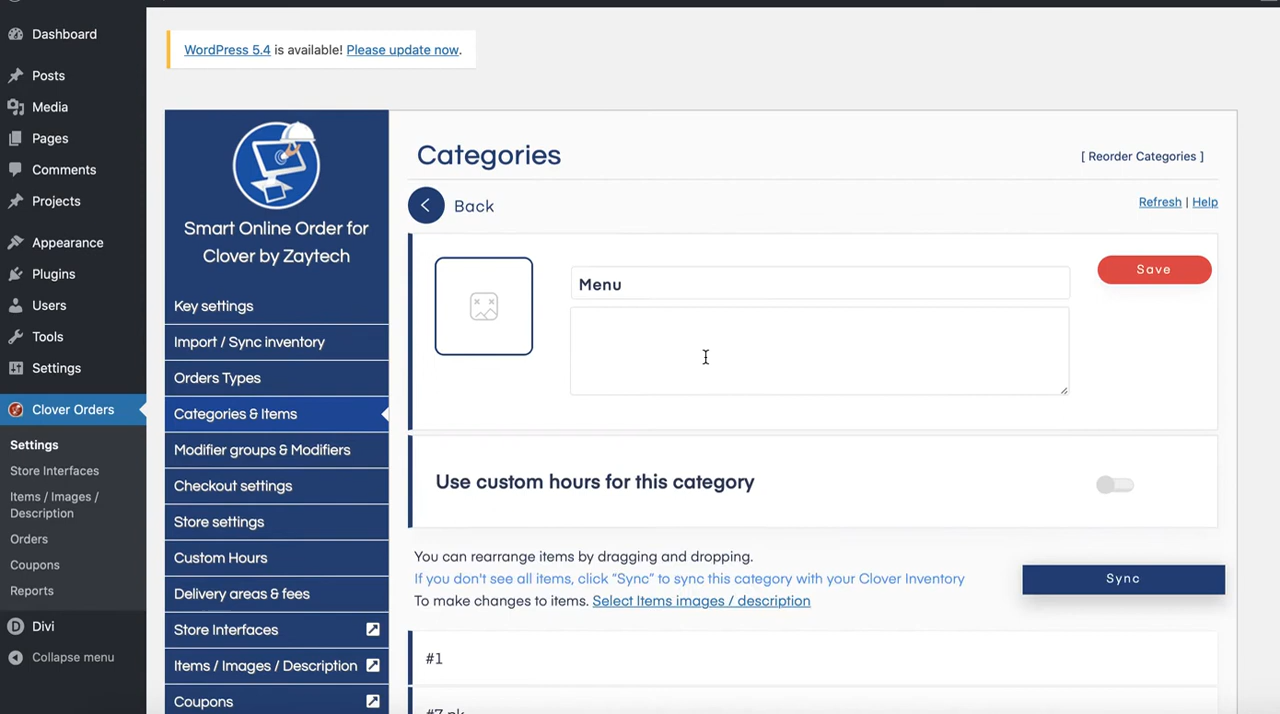 Dashboard
Posts
Media
Pages
Comments
Projects
Appearance
Plugins
Users
Tools
Settings
Clover Orders
Settings
Store Interfaces
Items / Images /
Description
Orders
Coupons
Reports
Divi
Collapse menu
WordPress 5.4 is available! Please update now.
Smart Online Order for
Clover by Zaytech
Key settings
Import / Sync inventory
Orders Types
Categories & Items
Modifier groups & Modifiers
Checkout settings
Store settings
Custom Hours
Delivery areas & fees
Store Interfaces
Items / Images / Description
Coupons
Categories
[ Reorder Categories ]
Back
Refresh | Help
Menu
Save
Use custom hours for this category
You can rearrange items by dragging and dropping.
If you don't see all items, click "Sync" to sync this category with your Clover Inventory
To make changes to items. Select Items images / description
Sync
#1
#7 pk